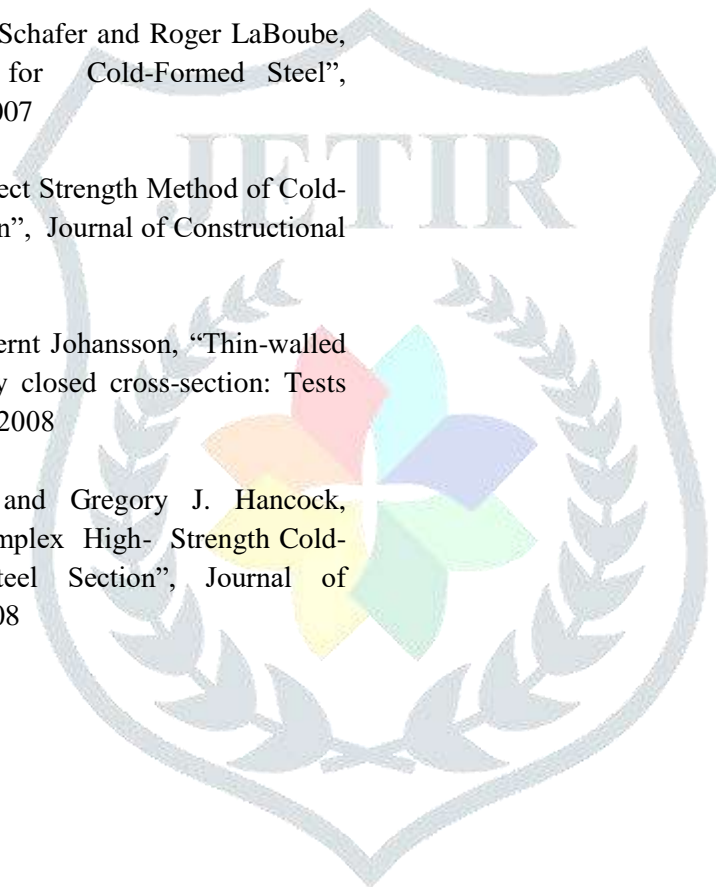 Schafer and Roger LaBoube,
for Cold-Formed Steel”,
007
ect Strength Method of Cold-
n”, Journal of Constructional
ernt Johansson, “Thin-walled
y closed cross-section: Tests
2008
and Gregory J. Hancock,
mplex High- Strength Cold-
teel Section”, Journal of
08
JETIR